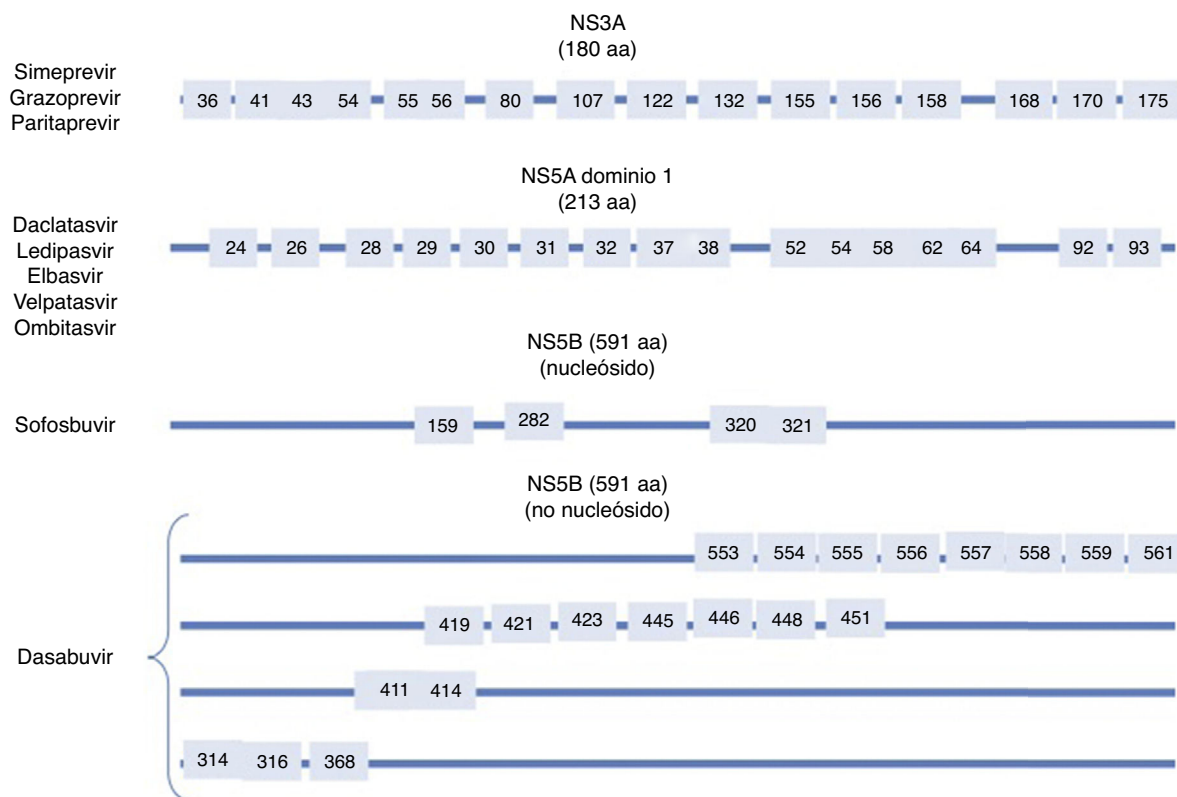 NS3A
(180 aa)
Simeprevir
Grazoprevir
Paritaprevir
36 41 43 54 55 56 80 107 122 132 155 156 158 168 170 175
NS5A dominio 1
(213 aa)
Daclatasvir
Ledipasvir
Elbasvir
Velpatasvir
Ombitasvir
24 26 28 29 30 31 32 37 38 52 54 58 62 64 92 93
NS5B (591 aa)
(nucleósido)
Sofosbuvir
159 282 320 321
NS5B (591 aa)
(no nucleósido)
Dasabuvir
553 554 555 556 557 558 559 561
419 421 423 445 446 448 451
411 414
314 316 368